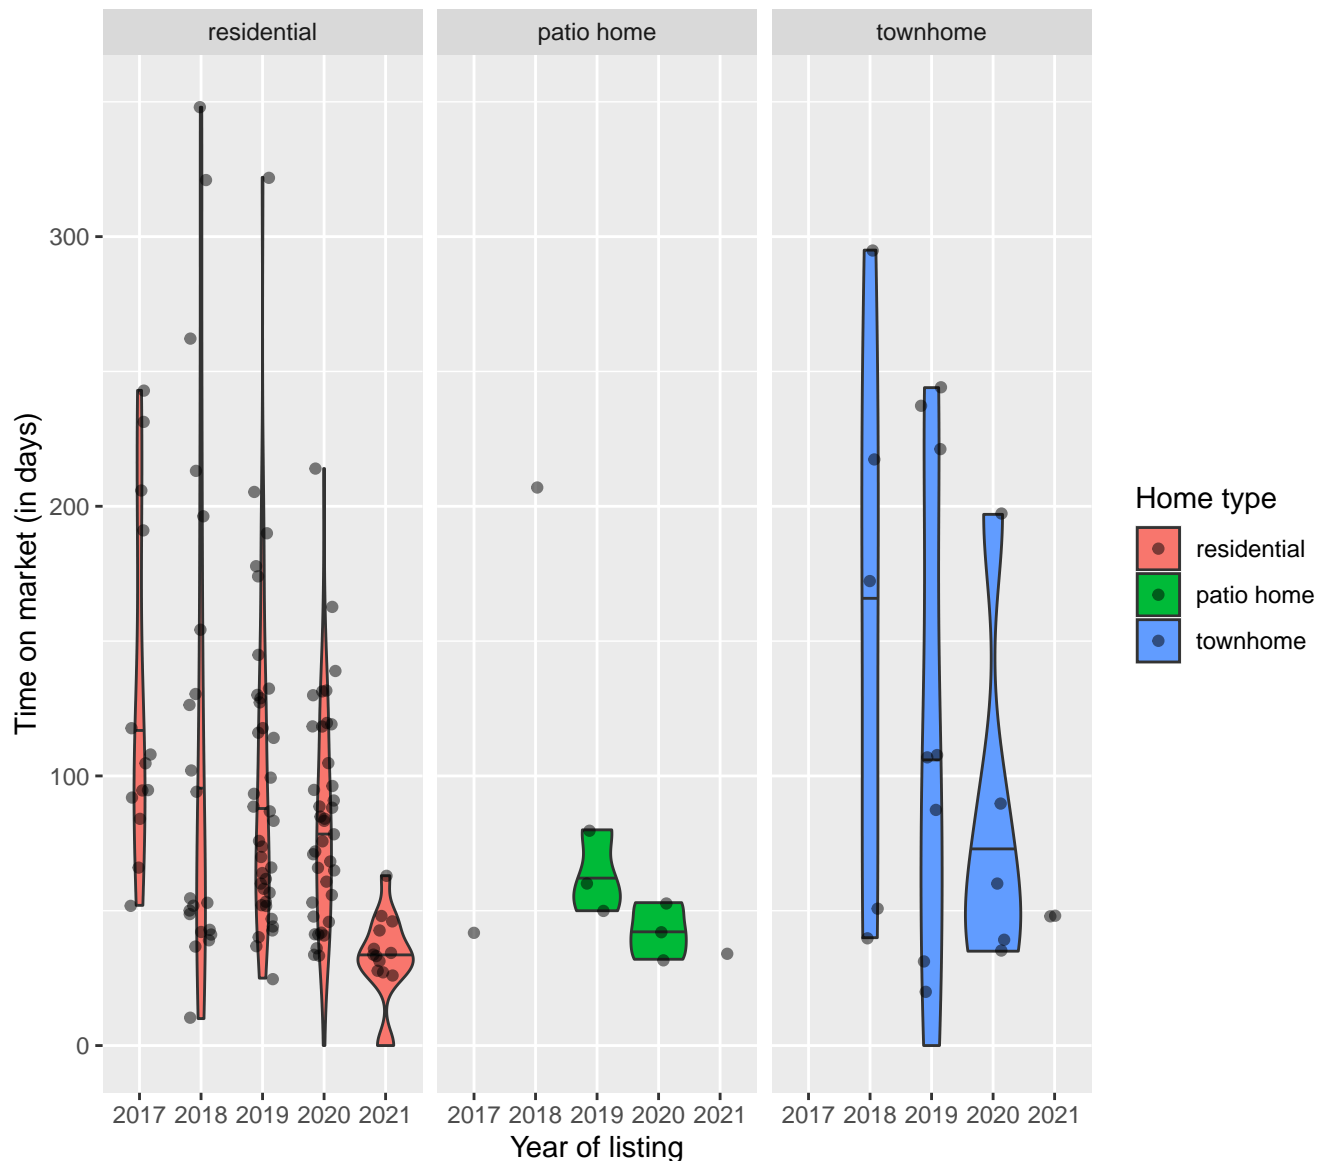 residential patio home townhome
300
200
100
0
Time on market (in days)
2017 2018 2019 2020 2021 2017 2018 2019 2020 2021 2017 2018 2019 2020 2021
Year of listing
Home type
residential
patio home
townhome